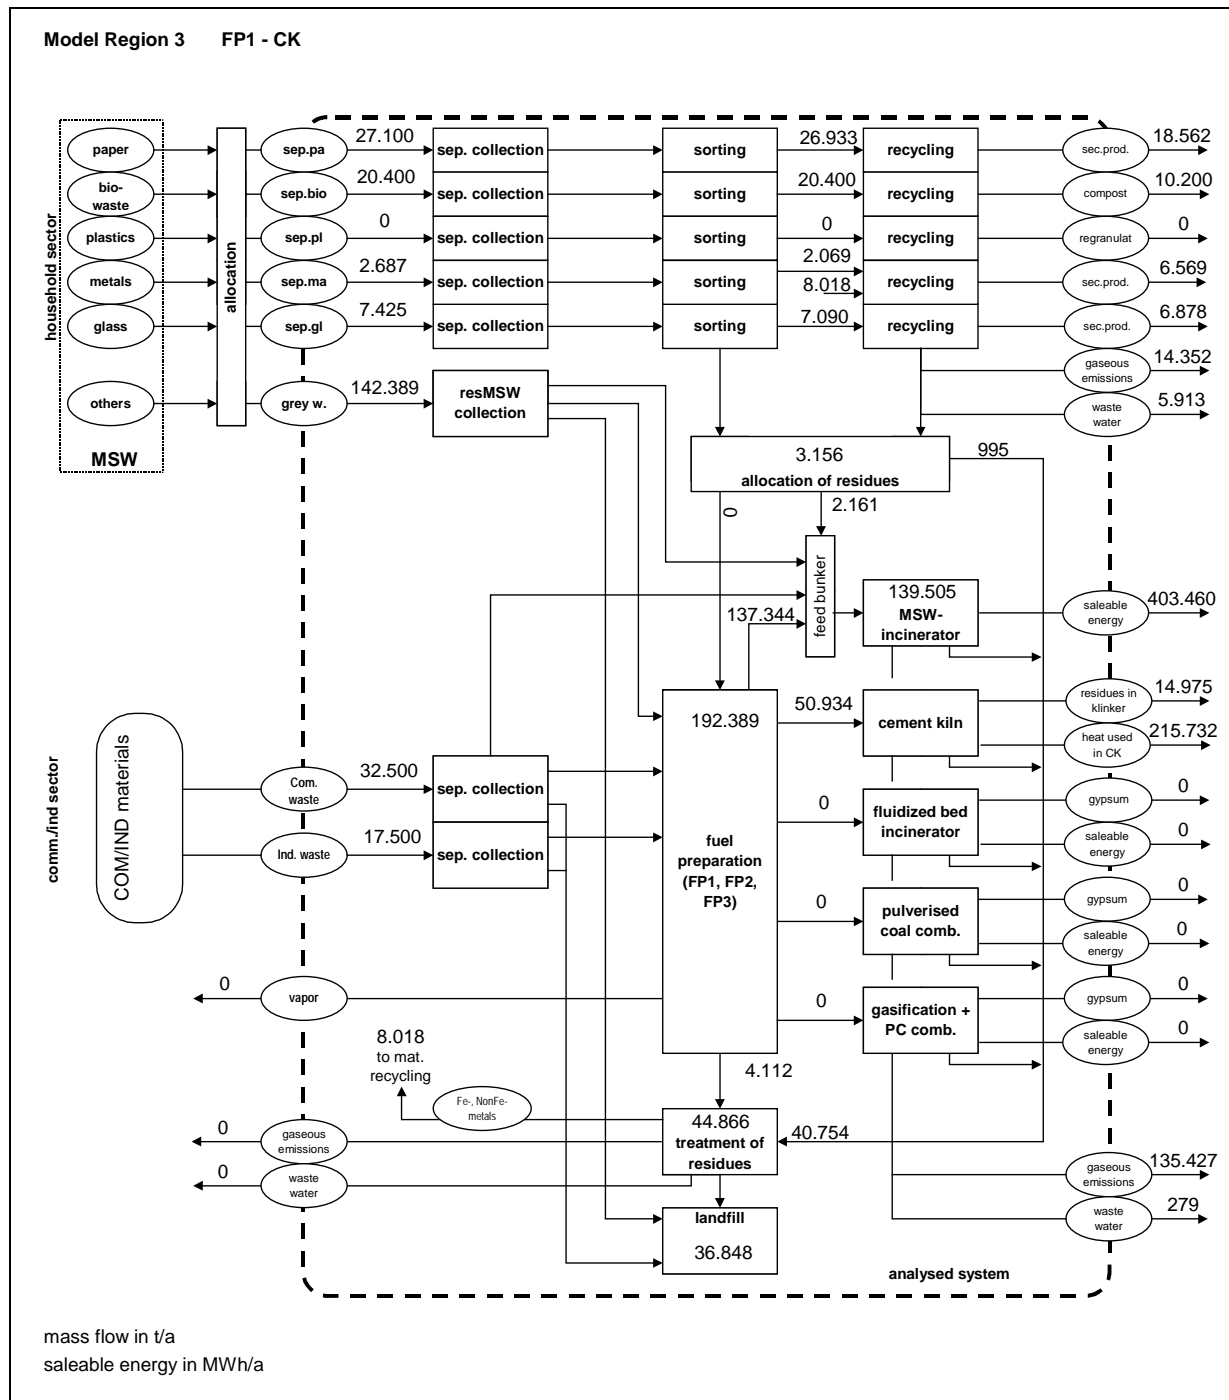 Model Region 3 FP1 - CK
household sector
paper
bio-
waste
plastics
metals
glass
others
MSW
allocation
sep.pa
27.100
sep. collection
sorting
26.933
recycling
sec.prod.
18.562
sep.bio
20.400
sep. collection
sorting
20.400
recycling
compost
10.200
sep.pl
0
sep. collection
sorting
0
recycling
regranulat
0
sep.ma
2.687
sep. collection
sorting
2.069
8.018
recycling
sec.prod.
6.569
sep.gl
7.425
sep. collection
sorting
7.090
recycling
sec.prod.
6.878
gaseous
emissions
14.352
waste
water
5.913
grey w.
142.389
resMSW
collection
3.156
allocation of residues
995
0
2.161
feed bunker
137.344
139.505
MSW-
incinerator
saleable
energy
403.460
comm./ind sector
COM/IND materials
Com.
waste
32.500
sep. collection
Ind. waste
17.500
sep. collection
192.389
fuel
preparation
(FP1, FP2,
FP3)
50.934
cement kiln
residues in
klinker
14.975
heat used
in CK
215.732
0
fluidized bed
incinerator
gypsum
0
saleable
energy
0
0
pulverised
coal comb.
gypsum
0
saleable
energy
0
0
gasification +
PC comb.
gypsum
0
saleable
energy
0
0
vapor
8.018
to mat.
recycling
Fe-, NonFe-
metals
4.112
44.866
treatment of
residues
40.754
0
gaseous
emissions
0
waste
water
landfill
36.848
gaseous
emissions
135.427
waste
water
279
analysed system
mass flow in t/a
saleable energy in MWh/a